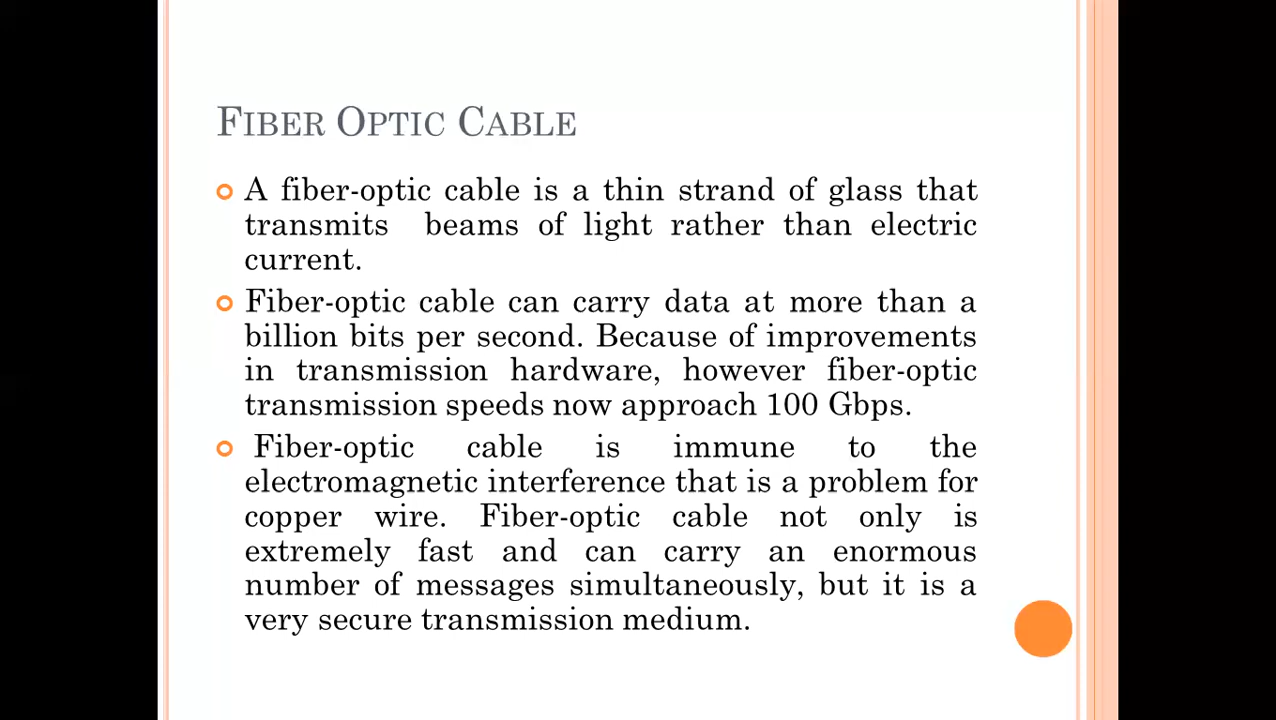 FIBER OPTIC CABLE
A fiber-optic cable is a thin strand of glass that
transmits beams of light rather than electric
current.
Fiber-optic cable can carry data at more than a
billion bits per second. Because of improvements
in transmission hardware, however fiber-optic
transmission speeds now approach 100 Gbps.
Fiber-optic cable is immune to the
electromagnetic interference that is a problem for
copper wire. Fiber-optic cable not only is
extremely fast and can carry an enormous
number of messages simultaneously, but it is a
very secure transmission medium.